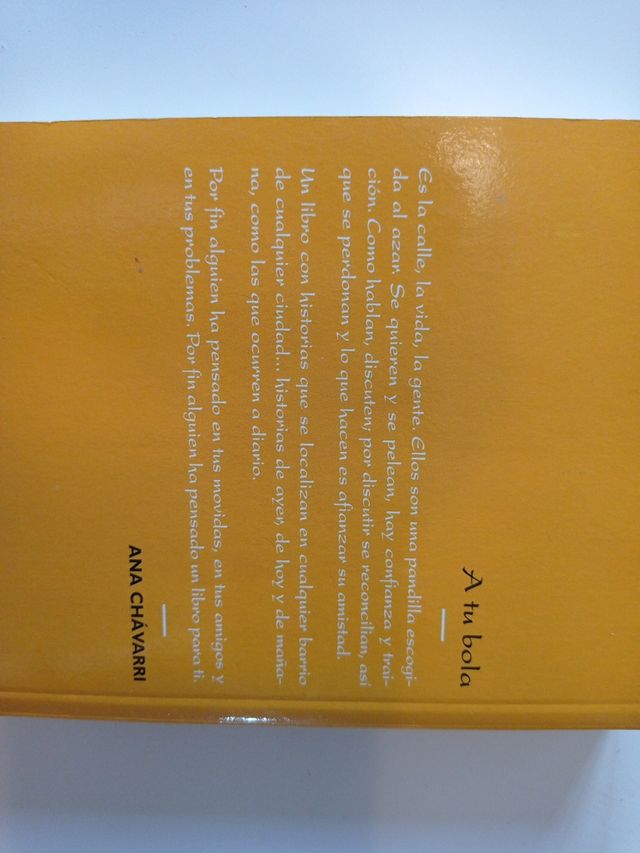 A tu bola
Es la calle, la vida, la gente. Ellos son una pandilla escogi-
da al azar. Se quieren y se pelean, hay confianza y trai-
ción. Como hablan, discuten; por discutir se reconcilian, así
que se perdonan y lo que hacen es afianzar su amistad.
Un libro con historias que se localizan en cualquier barrio
de cualquier ciudad... historias de ayer, de hoy y de maña-
na, como las que ocurren a diario.
Por fin alguien ha pensado en tus movidas, en tus amigos y
en tus problemas. Por fin alguien ha pensado un libro para ti.
ANA CHÁVARRI